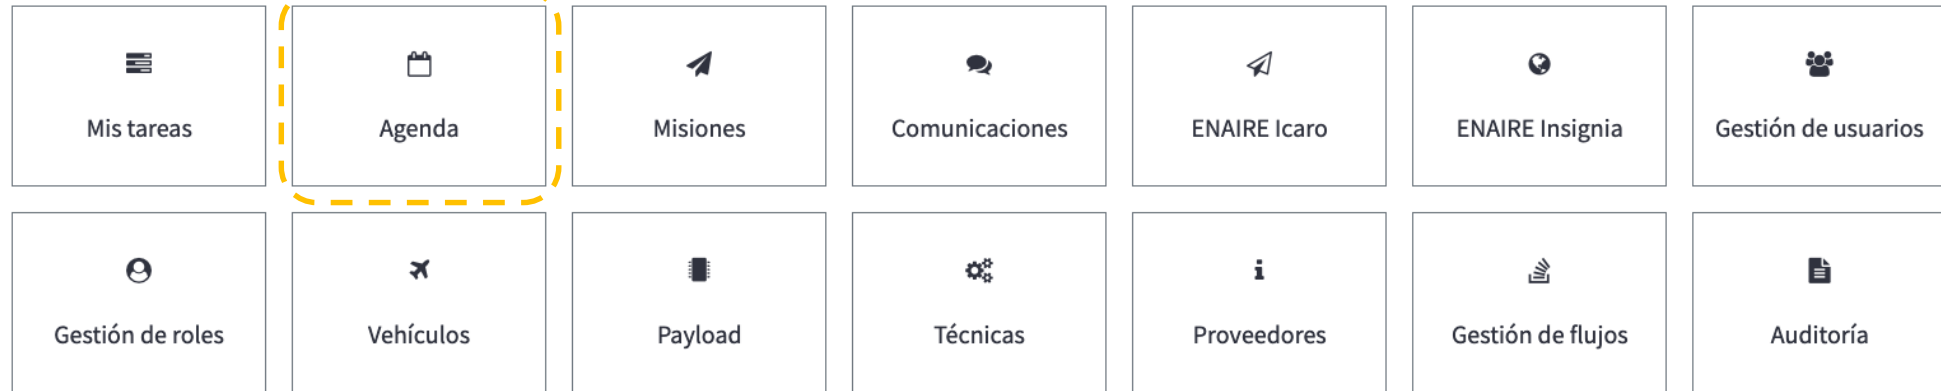 Mis tareas
Agenda
Misiones
Comunicaciones
ENAIRE Icaro
ENAIRE Insignia
Gestión de usuarios
Gestión de roles
Vehículos
Payload
Técnicas
Proveedores
Gestión de flujos
Auditoría